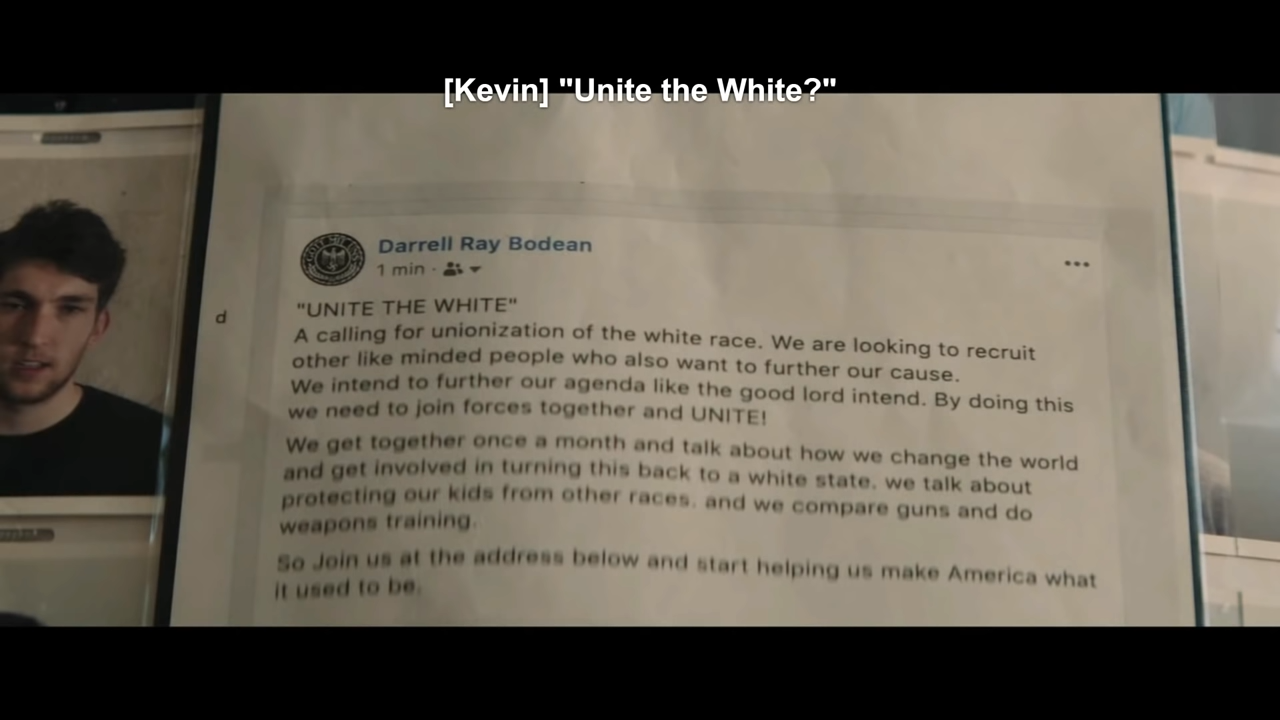 [Kevin] "Unite the White?"
Darrell Ray Bodean
1 min ·
d
"UNITE THE WHITE"
A calling for unionization of the white race. We are looking to recruit
other like minded people who also want to further our cause.
We intend to further our agenda like the good lord intend. By doing this
we need to join forces together and UNITE!
We get together once a month and talk about how we change the world
and get involved in turning this back to a white state. we talk about
protecting our kids from other races. and we compare guns and do
weapons training.
So Join us at the address below and start helping us make America what
it used to be.